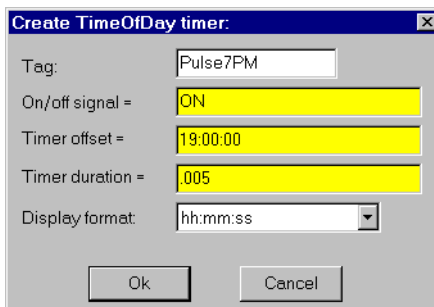 Create TimeOfDay timer:
Tag: Pulse7PM
On/off signal = ON
Timer offset = 19:00:00
Timer duration = .005
Display format: hh:mm:ss
Ok Cancel